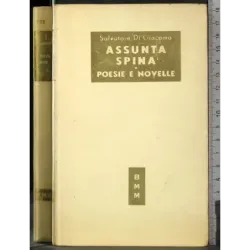 Salvatore Di Giacomo
ASSUNTA
SPINA
POESIE E NOVELLE
B
M
M